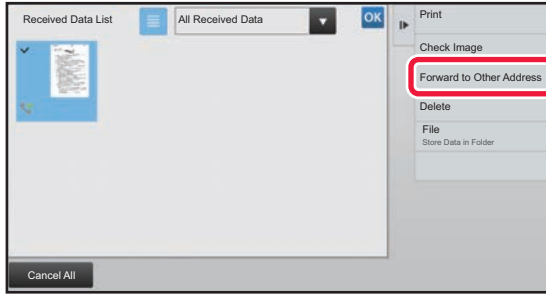 Received Data List
All Received Data
OK
Print
Check Image
Forward to Other Address
Delete
File
Store Data in Folder
Cancel All